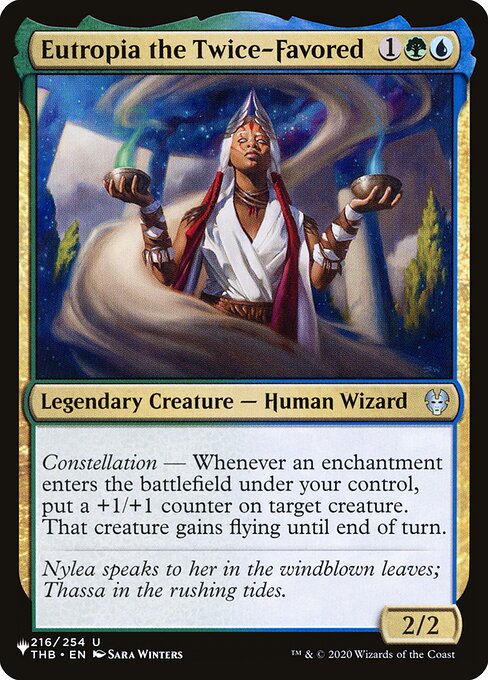 Eutropia the Twice-Favored 1
Legendary Creature — Human Wizard
Constellation — Whenever an enchantment
enters the battlefield under your control,
put a +1/+1 counter on target creature.
That creature gains flying until end of turn.
Nylea speaks to her in the windblown leaves;
Thassa in the rushing tides.
2/2
216/254 U
THB • EN Sara Winters
™ & © 2020 Wizards of the Coast